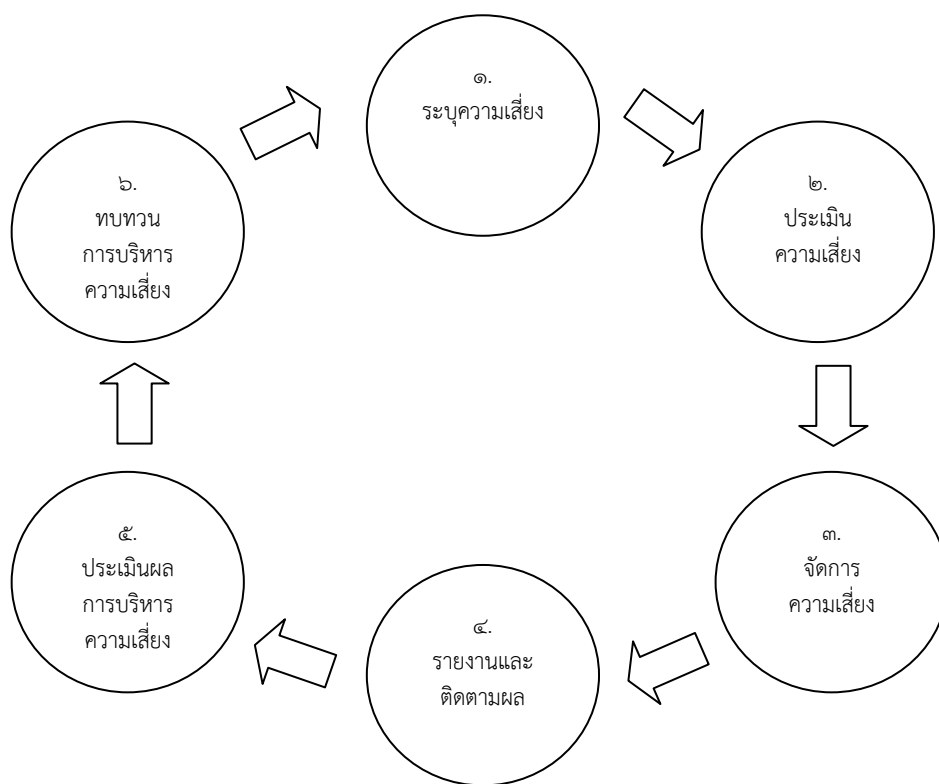 ๑.
ระบุความเสี่ยง
๒.
ประเมิน
ความเสี่ยง
๓.
จัดการ
ความเสี่ยง
๔.
รายงานและ
ติดตามผล
๕.
ประเมินผล
การบริหาร
ความเสี่ยง
๖.
ทบทวน
การบริหาร
ความเสี่ยง